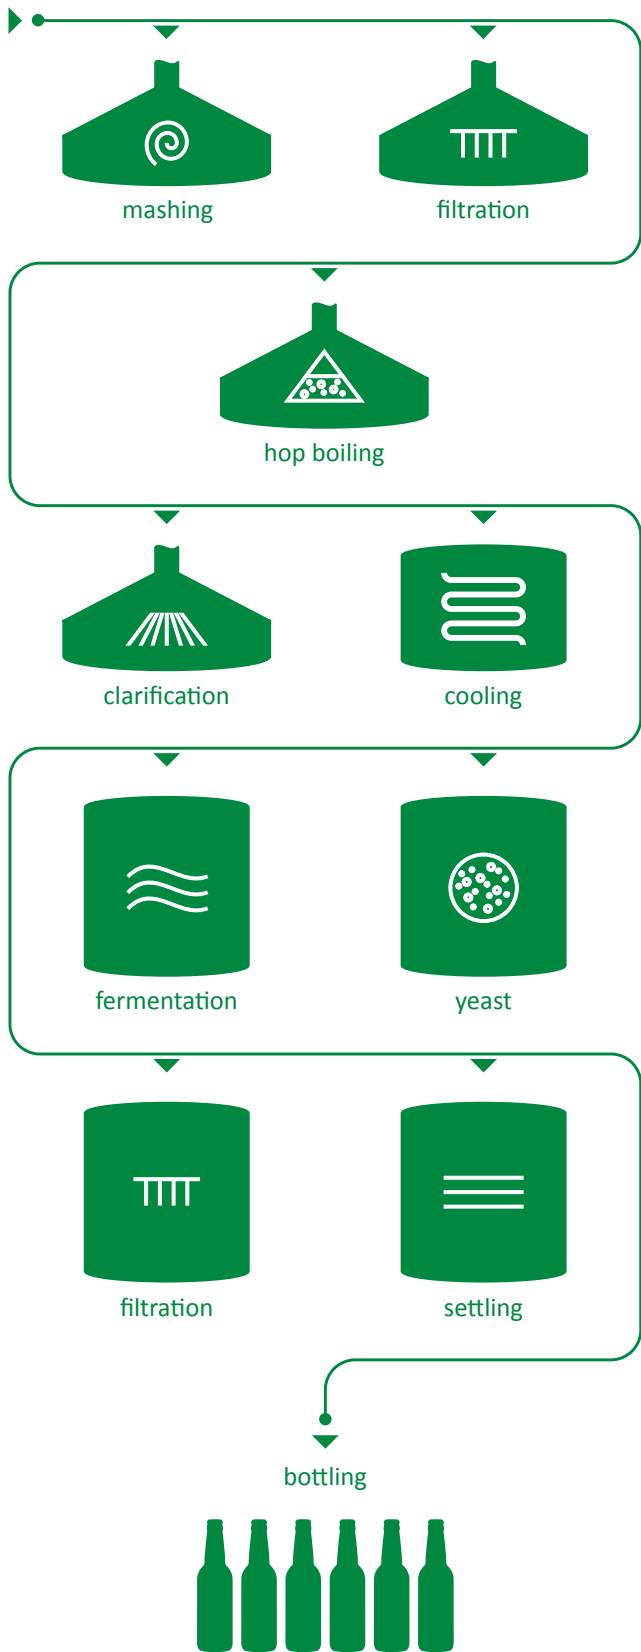 mashing
filtration
hop boiling
clarification
cooling
fermentation
yeast
filtration
settling
bottling